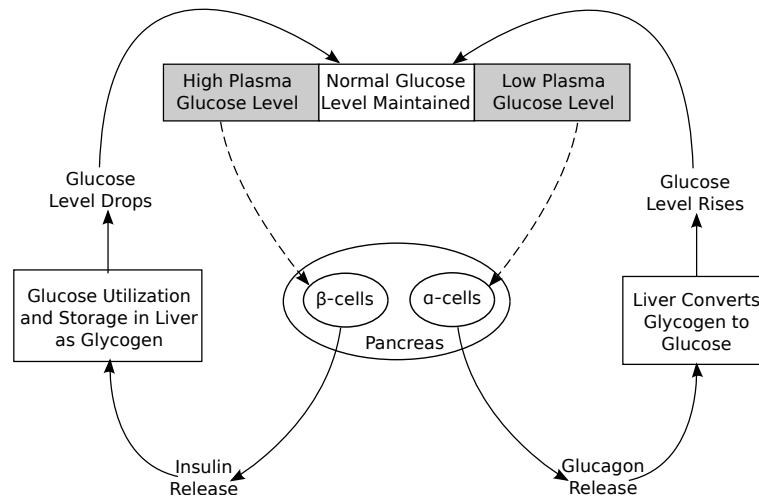 High Plasma
Glucose Level
Normal Glucose
Level Maintained
Low Plasma
Glucose Level
Glucose
Level Drops
Glucose
Level Rises
β-cells
α-cells
Pancreas
Glucose Utilization
and Storage in Liver
as Glycogen
Liver Converts
Glycogen to
Glucose
Insulin
Release
Glucagon
Release